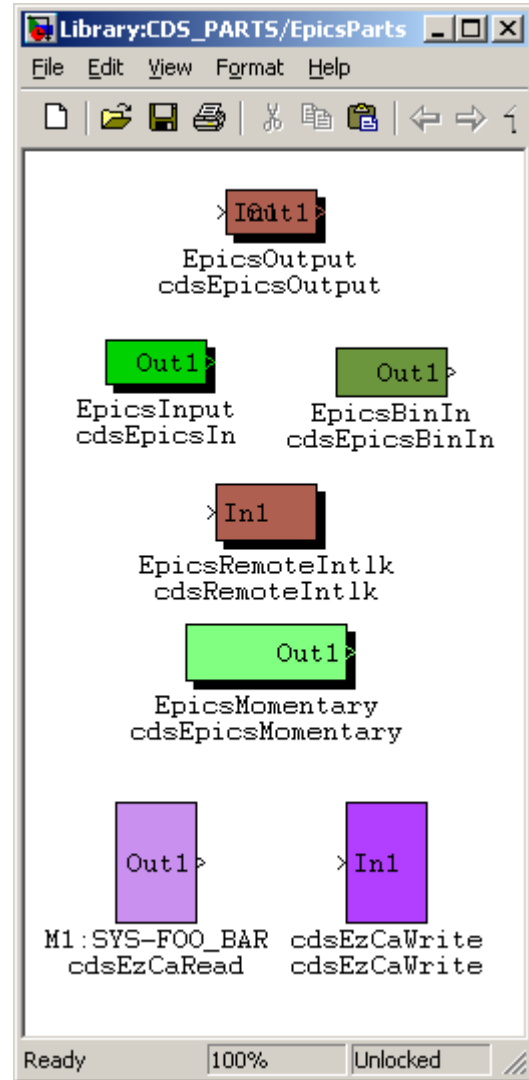 Library:CDS_PARTS/EpicsParts
File Edit View Format Help
In1 Out1
EpicsOutput
cdsEpicsOutput
Out1
EpicsInput
cdsEpicsIn
Out1
EpicsBinIn
cdsEpicsBinIn
In1
EpicsRemoteIntlk
cdsRemoteIntlk
Out1
EpicsMomentary
cdsEpicsMomentary
Out1
M1:SYS-FOO_BAR
cdsEzCaRead
In1
cdsEzCaWrite
cdsEzCaWrite
Ready 100% Unlocked